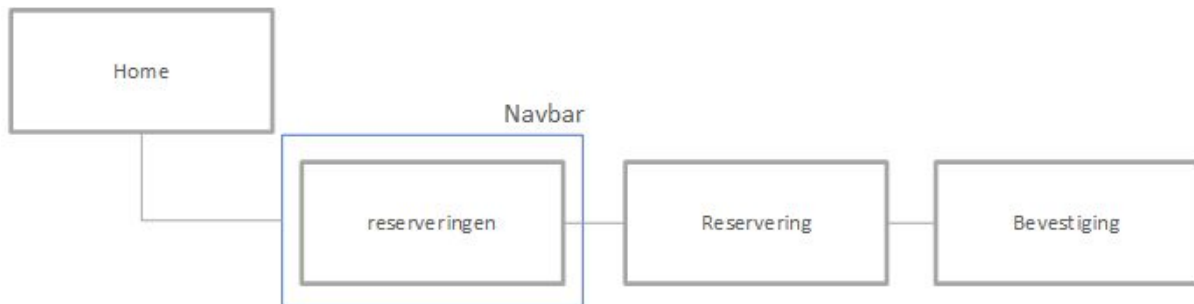 Home
Navbar
reserveringen
Reservering
Bevestiging